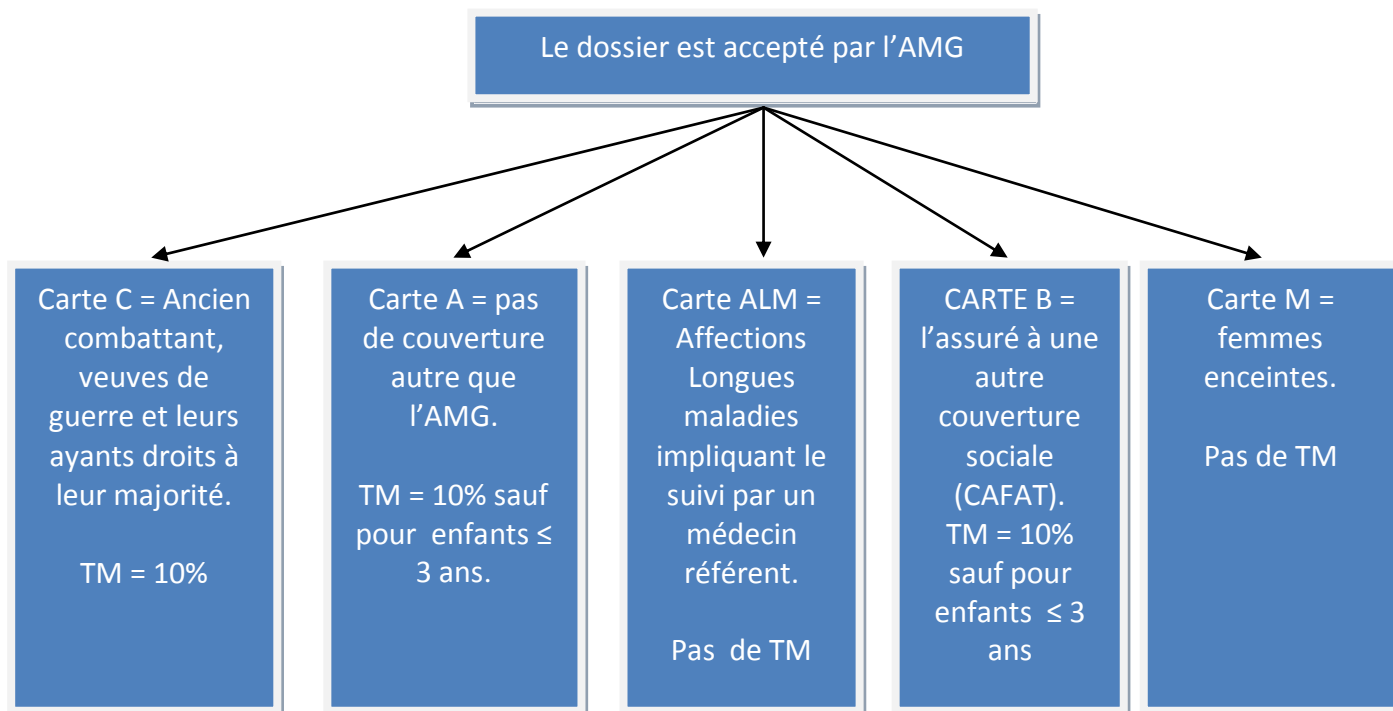 Le dossier est accepté par l’AMG
Carte C = Ancien
combattant,
veuves de
guerre et leurs
ayants droits à
leur majorité.
TM = 10%
Carte A = pas
de couverture
autre que
l’AMG.
TM = 10% sauf
pour enfants ≤
3 ans.
Carte ALM =
Affections
Longues
maladies
impliquant le
suivi par un
médecin
référent.
Pas de TM
CARTE B =
l’assuré à une
autre
couverture
sociale
(CAFAT).
TM = 10%
sauf pour
enfants ≤ 3
ans
Carte M =
femmes
enceintes.
Pas de TM